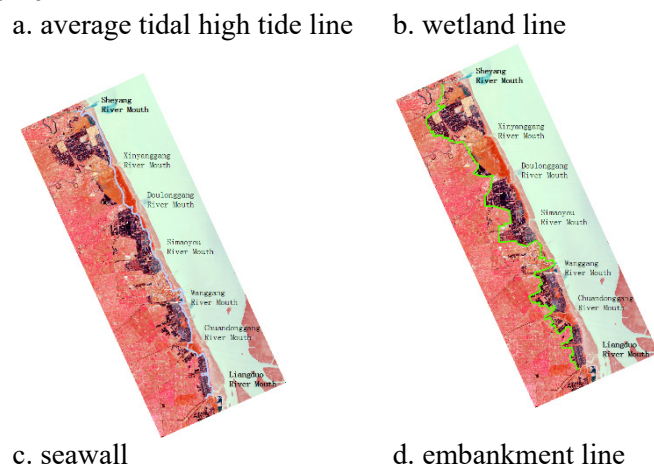 a. average tidal high tide line
b. wetland line
Sheyang
River Mouth
Xinyanggang
River Mouth
Doulonggang
River Mouth
Simaoyou
River Mouth
Wanggang
River Mouth
Chuandonggang
River Mouth
Liangduo
River Mouth
Sheyang
River Mouth
Xinyanggang
River Mouth
Doulonggang
River Mouth
Simaoyou
River Mouth
Wanggang
River Mouth
Chuandonggang
River Mouth
Liangduo
River Mouth
c. seawall
d. embankment line